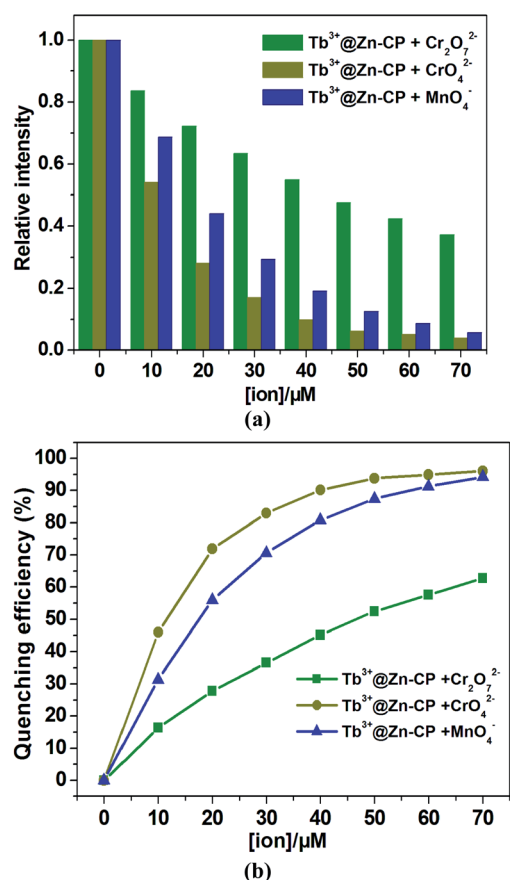 Tb³⁺@Zn-CP + Cr₂O₇²⁻
Tb³⁺@Zn-CP + CrO₄²⁻
Tb³⁺@Zn-CP + MnO₄⁻
Relative intensity
1.0
0.8
0.6
0.4
0.2
0.0
0 10 20 30 40 50 60 70
[ion]/µM
(a)
Quenching efficiency (%)
100
90
80
70
60
50
40
30
20
10
0
Tb³⁺@Zn-CP +Cr₂O₇²⁻
Tb³⁺@Zn-CP +CrO₄²⁻
Tb³⁺@Zn-CP +MnO₄⁻
0 10 20 30 40 50 60 70
[ion]/µM
(b)